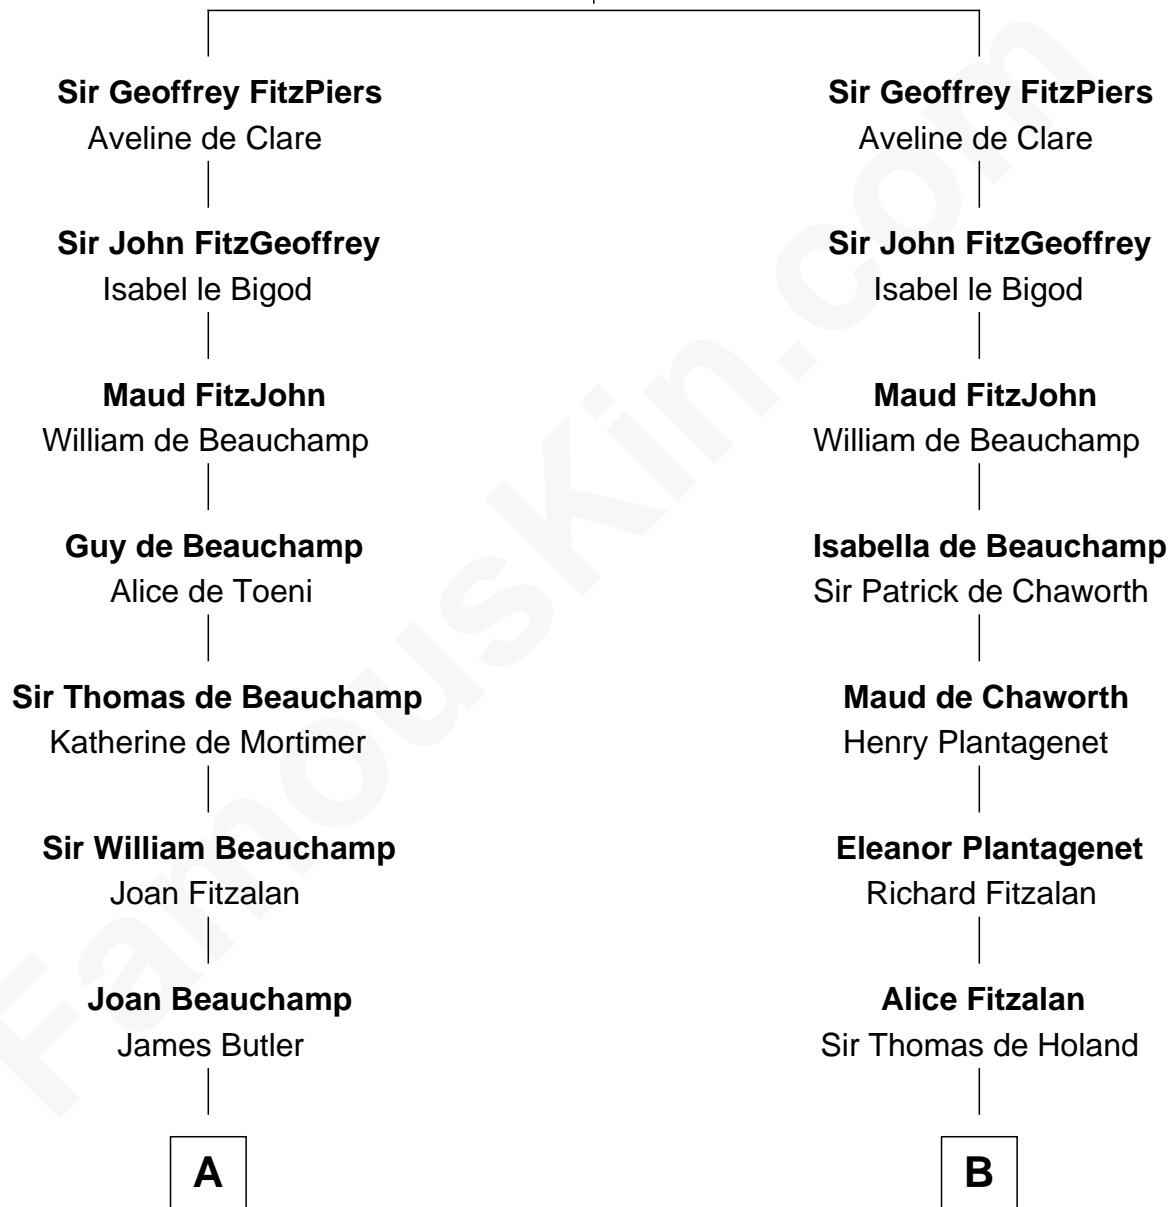 Sir Geoffrey FitzPiers
Aveline de Clare
Sir John FitzGeoffrey
Isabel le Bigod
Maud FitzJohn
William de Beauchamp
Guy de Beauchamp
Alice de Toeni
Sir Thomas de Beauchamp
Katherine de Mortimer
Sir William Beauchamp
Joan Fitzalan
Joan Beauchamp
James Butler
A
Sir Geoffrey FitzPiers
Aveline de Clare
Sir John FitzGeoffrey
Isabel le Bigod
Maud FitzJohn
William de Beauchamp
Isabella de Beauchamp
Sir Patrick de Chaworth
Maud de Chaworth
Henry Plantagenet
Eleanor Plantagenet
Richard Fitzalan
Alice Fitzalan
Sir Thomas de Holand
B
FamousKin.com